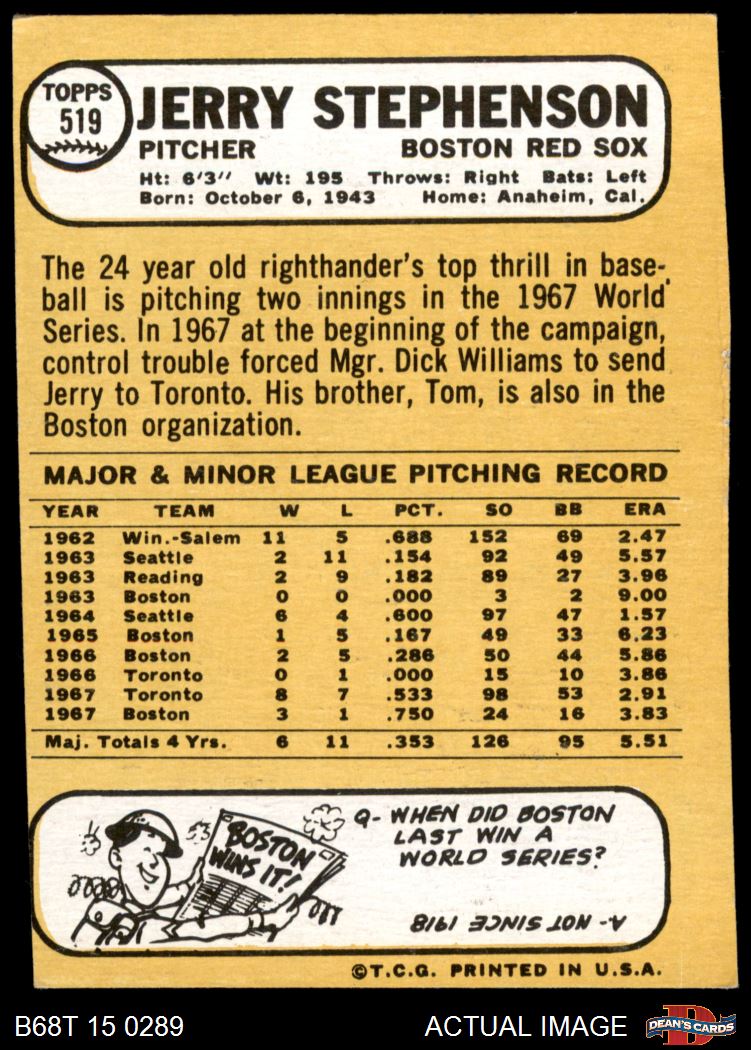 TOPPS
519
JERRY STEPHENSON
PITCHER BOSTON RED SOX
Ht: 6'3" Wt: 195 Throws: Right Bats: Left
Born: October 6, 1943 Home: Anaheim, Cal.
The 24 year old righthander's top thrill in base-
ball is pitching two innings in the 1967 World
Series. In 1967 at the beginning of the campaign,
control trouble forced Mgr. Dick Williams to send
Jerry to Toronto. His brother, Tom, is also in the
Boston organization.
MAJOR & MINOR LEAGUE PITCHING RECORD
YEAR TEAM W L PCT. SO BB ERA
1962 Win.-Salem 11 5 .688 152 69 2.47
1963 Seattle 2 11 .154 92 49 5.57
1963 Reading 2 9 .182 89 27 3.96
1963 Boston 0 0 .000 3 2 9.00
1964 Seattle 6 4 .600 97 47 1.57
1965 Boston 1 5 .167 49 33 6.23
1966 Boston 2 5 .286 50 44 5.86
1966 Toronto 0 1 .000 15 10 3.86
1967 Toronto 8 7 .533 98 53 2.91
1967 Boston 3 1 .750 24 16 3.83
Maj. Totals 4 Yrs. 6 11 .353 126 95 5.51
BOSTON
WINS IT!
Q- WHEN DID BOSTON
LAST WIN A
WORLD SERIES?
A- NOT SINCE 1918
©T.C.G. PRINTED IN U.S.A.
B68T 15 0289 ACTUAL IMAGE
D
DEAN'S CARDS